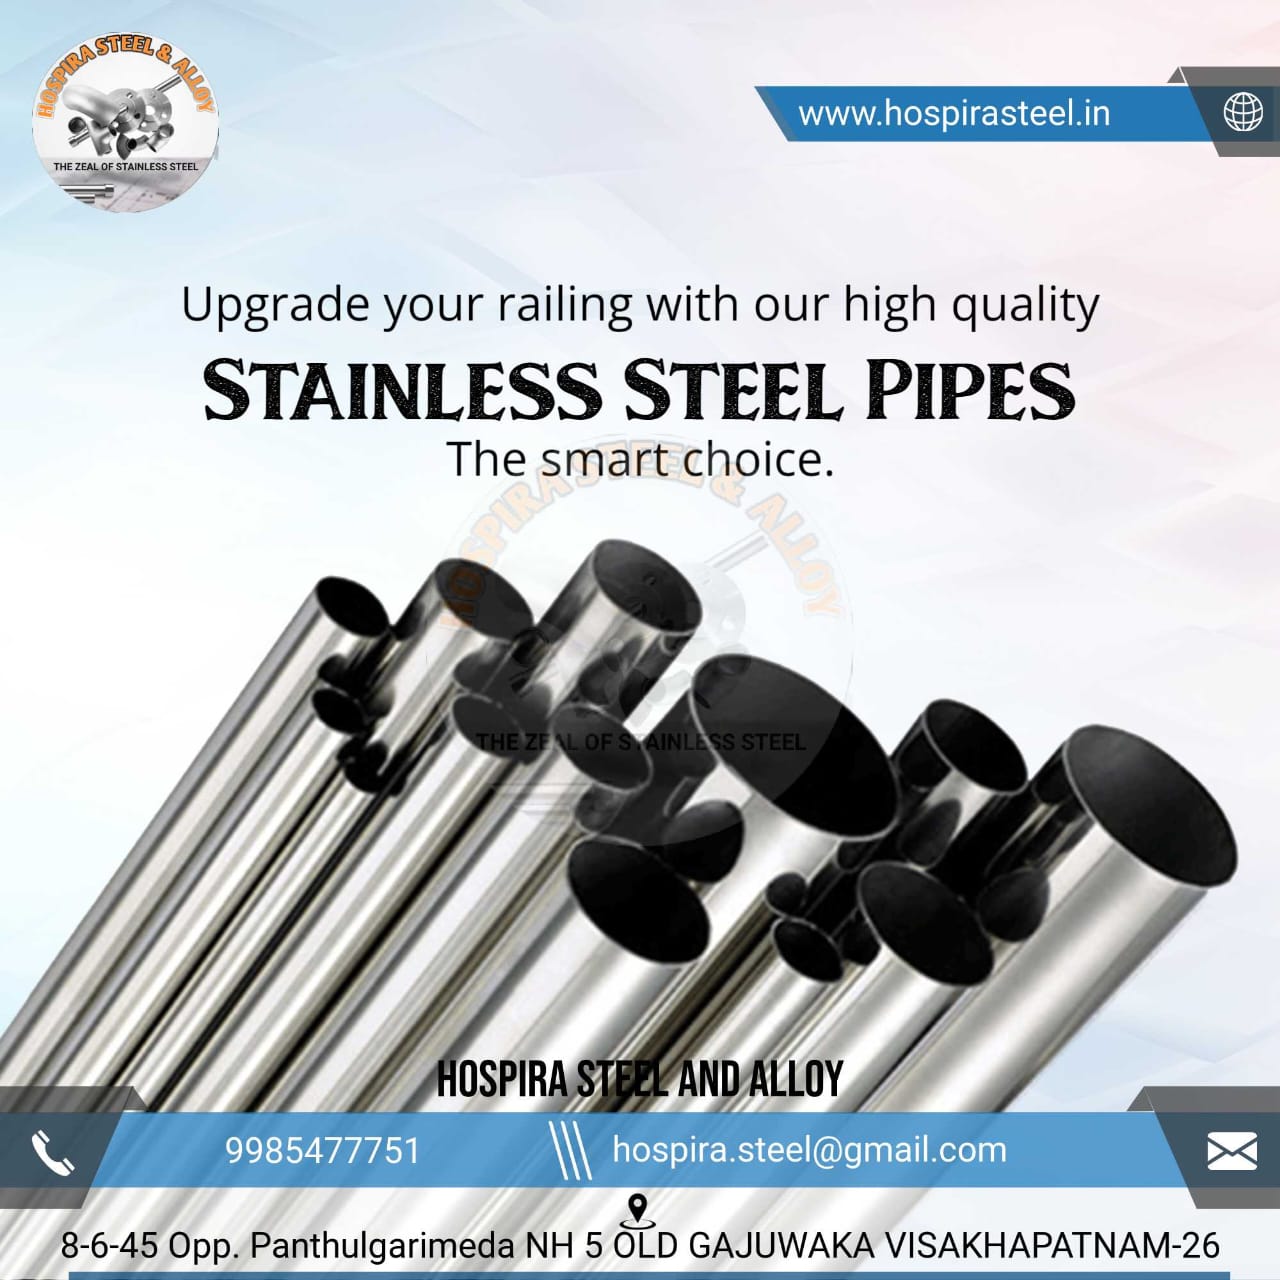 HOSPIRA STEEL & ALLOY
THE ZEAL OF STAINLESS STEEL
www.hospirasteel.in
Upgrade your railing with our high quality
STAINLESS STEEL PIPES
The smart choice.
HOSPIRA STEEL & ALLOY
THE ZEAL OF STAINLESS STEEL
HOSPIRA STEEL AND ALLOY
9985477751
hospira.steel@gmail.com
8-6-45 Opp. Panthulgarimeda NH 5 OLD GAJUWAKA VISAKHAPATNAM-26